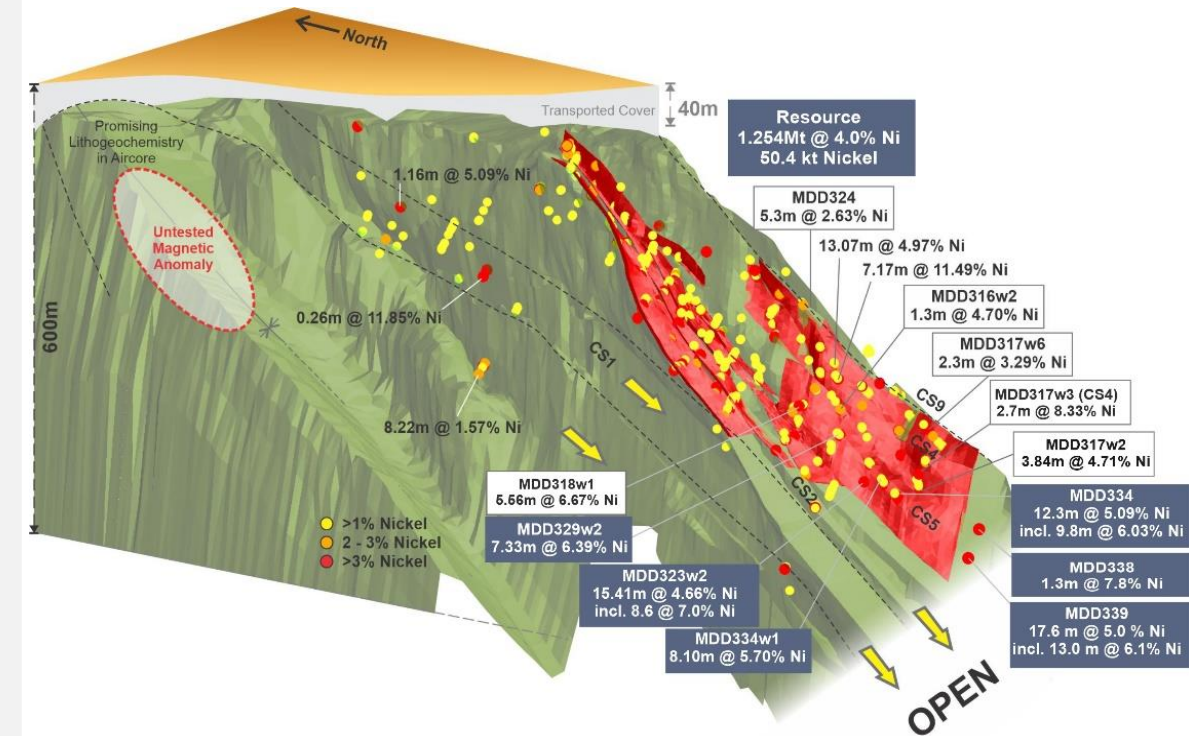 North
Transported Cover
40m
600m
Promising
Lithogeochemistry
in Aircore
Untested
Magnetic
Anomaly
1.16m @ 5.09% Ni
0.26m @ 11.85% Ni
8.22m @ 1.57% Ni
Resource
1.254Mt @ 4.0% Ni
50.4 kt Nickel
MDD324
5.3m @ 2.63% Ni
13.07m @ 4.97% Ni
7.17m @ 11.49% Ni
MDD316w2
1.3m @ 4.70% Ni
MDD317w6
2.3m @ 3.29% Ni
MDD317w3 (CS4)
2.7m @ 8.33% Ni
MDD317w2
3.84m @ 4.71% Ni
MDD334
12.3m @ 5.09% Ni
incl. 9.8m @ 6.03% Ni
MDD338
1.3m @ 7.8% Ni
MDD339
17.6 m @ 5.0 % Ni
incl. 13.0 m @ 6.1% Ni
CS1
CS2
CS9
CS4
CS5
MDD318w1
5.56m @ 6.67% Ni
MDD329w2
7.33m @ 6.39% Ni
MDD323w2
15.41m @ 4.66% Ni
incl. 8.6 @ 7.0% Ni
MDD334w1
8.10m @ 5.70% Ni
>1% Nickel
2 - 3% Nickel
>3% Nickel
OPEN